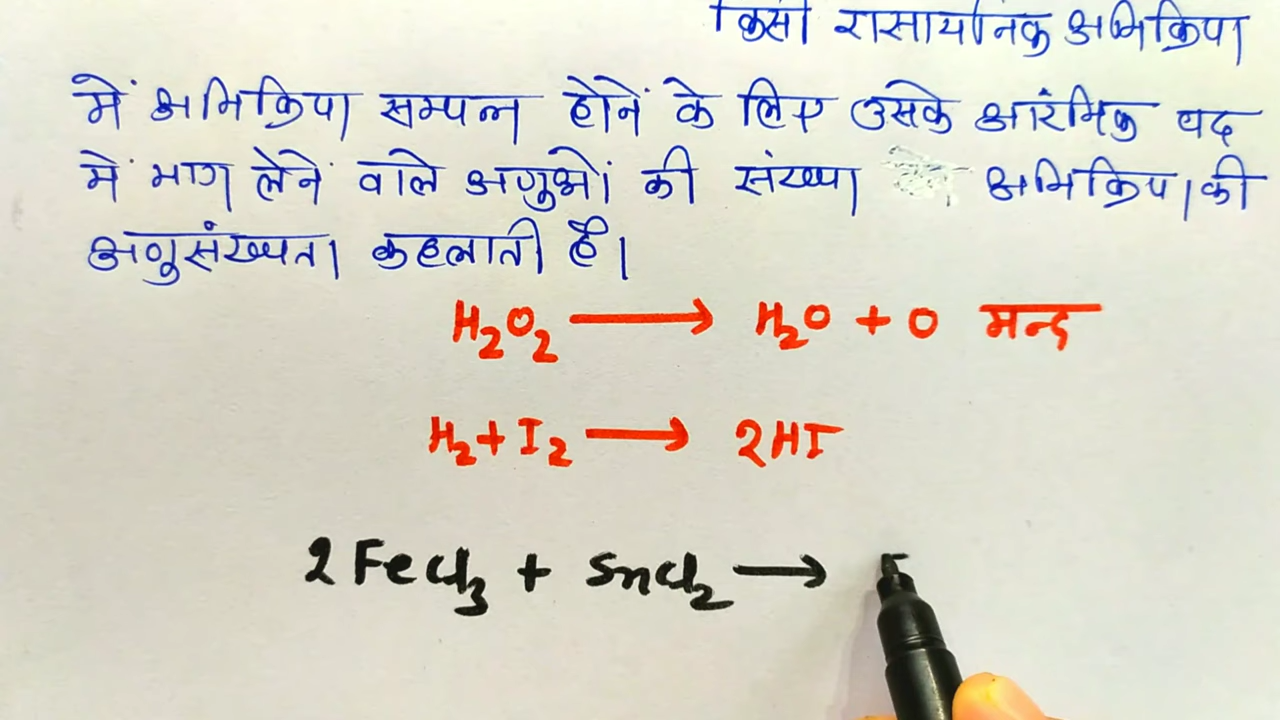 किसी रासायनिक अभिक्रिया
में अभिक्रिया सम्पन्न होनें के लिए उसके आरंभिक पद
में भाग लेनें वाले अणुओं की संख्या अभिक्रिया की
अणुसंख्यता कहलाती है।
H₂O₂ ⟶ H₂O + O मन्द
H₂ + I₂ ⟶ 2HI
2FeCl₃ + SnCl₂ ⟶